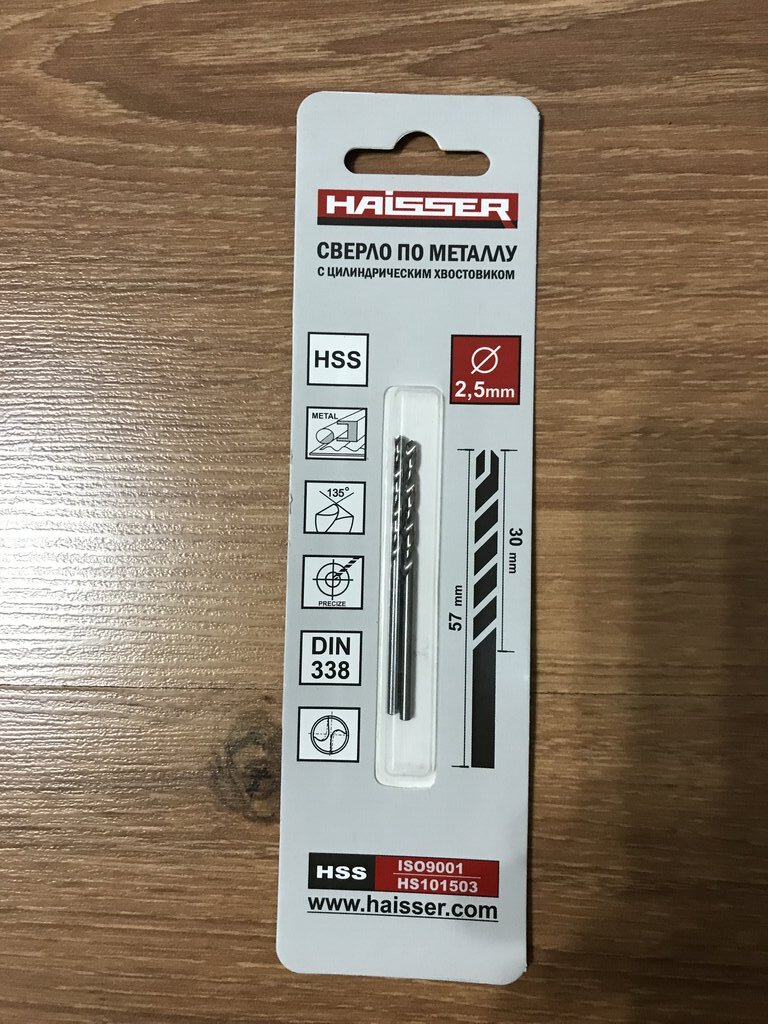 HAISSER
СВЕРЛО ПО МЕТАЛЛУ
С ЦИЛИНДРИЧЕСКИМ ХВОСТОВИКОМ
HSS
2,5mm
METAL
135°
30 mm
PRECIZE
57 mm
DIN
338
HSS
ISO9001
HS101503
www.haisser.com